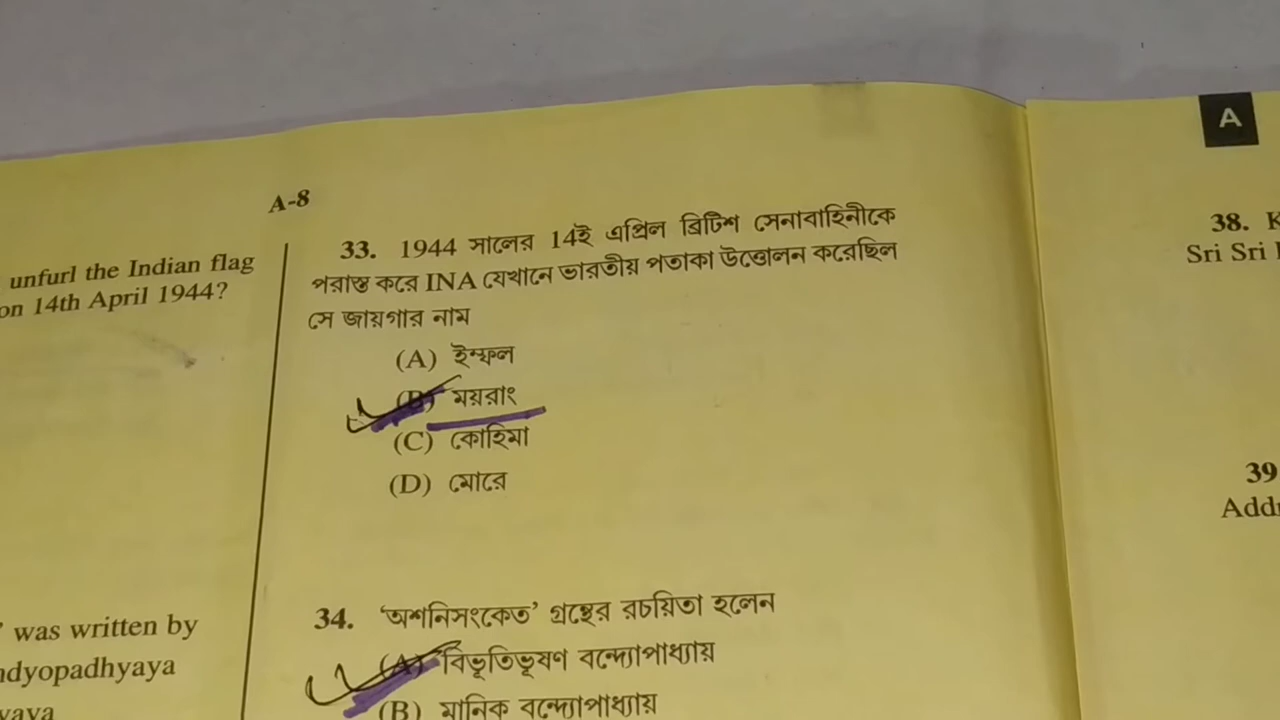 A-8
unfurl the Indian flag
on 14th April 1944?
was written by
33. 1944 সালের 14ই এপ্রিল ব্রিটিশ সেনাবাহিনীকে
পরাস্ত করে INA যেখানে ভারতীয় পতাকা উত্তোলন করেছিল
সে জায়গার নাম
(A) ইম্ফল
(B) ময়রাং
(C) কোহিমা
(D) মোরে
34. 'অশনিসংকেত' গ্রন্থের রচয়িতা হলেন
(A) বিভূতিভূষণ বন্দ্যোপাধ্যায়
(B) মানিক বন্দ্যোপাধ্যায়
A
38.
Sri Sri
39